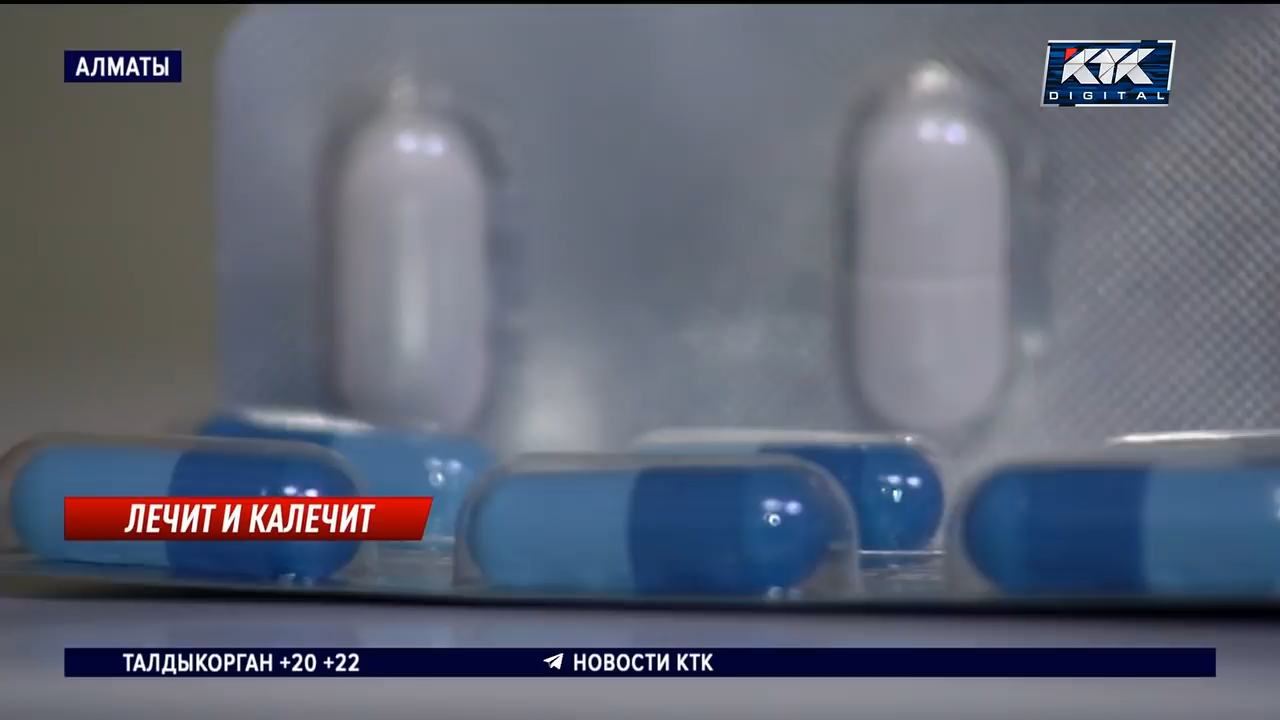 АЛМАТЫ
КТК
DIGITAL
ЛЕЧИТ И КАЛЕЧИТ
ТАЛДЫКОРГАН +20 +22
НОВОСТИ КТК